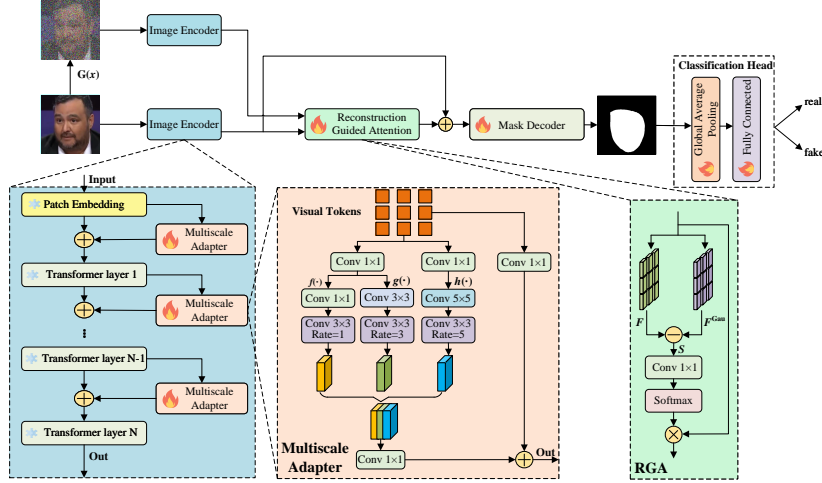 G(x)
Image Encoder
Image Encoder
Reconstruction
Guided Attention
Mask Decoder
Classification Head
Global Average
Pooling
Fully Connected
real
fake
Input
Patch Embedding
Multiscale
Adapter
Transformer layer 1
Multiscale
Adapter
...
Transformer layer N-1
Multiscale
Adapter
Transformer layer N
Out
Visual Tokens
Conv 1×1
Conv 1×1
Conv 1×1
f(·)
g(·)
h(·)
Conv 1×1
Conv 3×3
Conv 5×5
Conv 3×3
Rate=1
Conv 3×3
Rate=3
Conv 3×3
Rate=5
Multiscale
Adapter
Conv 1×1
Out
F
F^Gau
S
Conv 1×1
Softmax
RGA